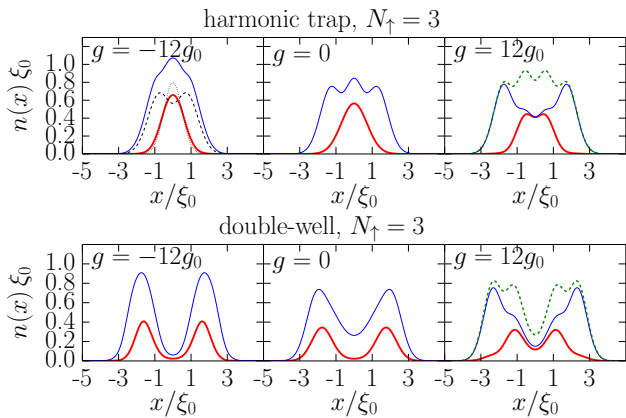 harmonic trap, N↑ = 3
g = −12g₀ g = 0 g = 12g₀
n(x) ξ₀
1.0
0.8
0.6
0.4
0.2
0.0
-5 -3 -1 1 3 -3 -1 1 3 -3 -1 1 3
x/ξ₀ x/ξ₀ x/ξ₀
double-well, N↑ = 3
g = −12g₀ g = 0 g = 12g₀
n(x) ξ₀
1.0
0.8
0.6
0.4
0.2
0.0
-5 -3 -1 1 3 -5 -3 -1 1 3 -5 -3 -1 1 3
x/ξ₀ x/ξ₀ x/ξ₀